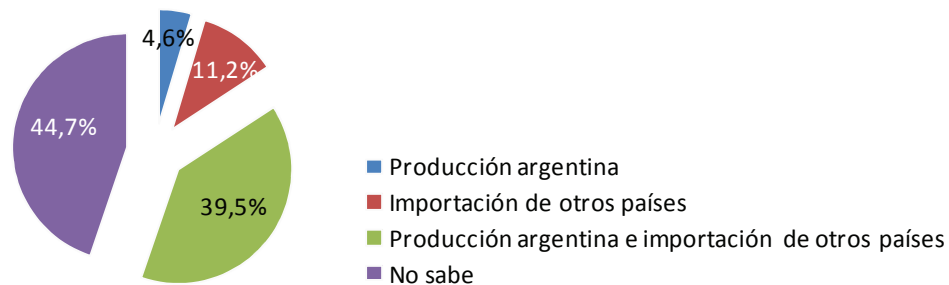 4,6%
11,2%
44,7%
39,5%
Producción argentina
Importación de otros países
Producción argentina e importación de otros países
No sabe